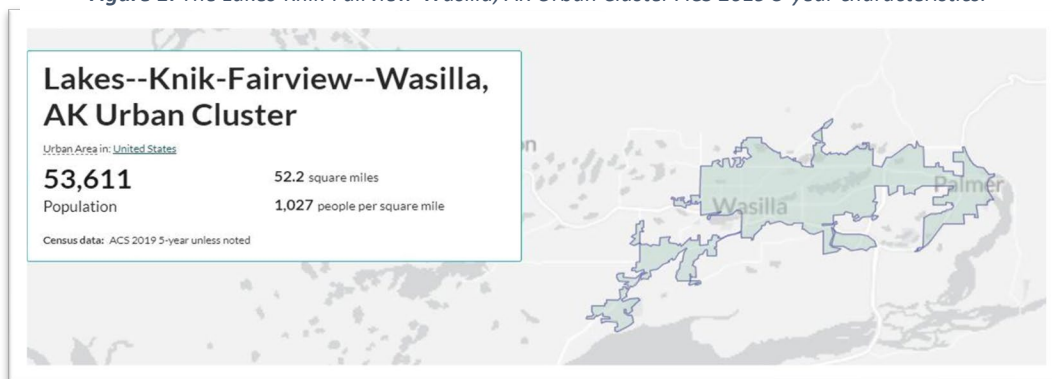 Lakes--Knik-Fairview--Wasilla,
AK Urban Cluster
Urban Area in: United States
53,611
Population
52.2 square miles
1,027 people per square mile
Census data: ACS 2019 5-year unless noted
on
Wasilla
Palmer